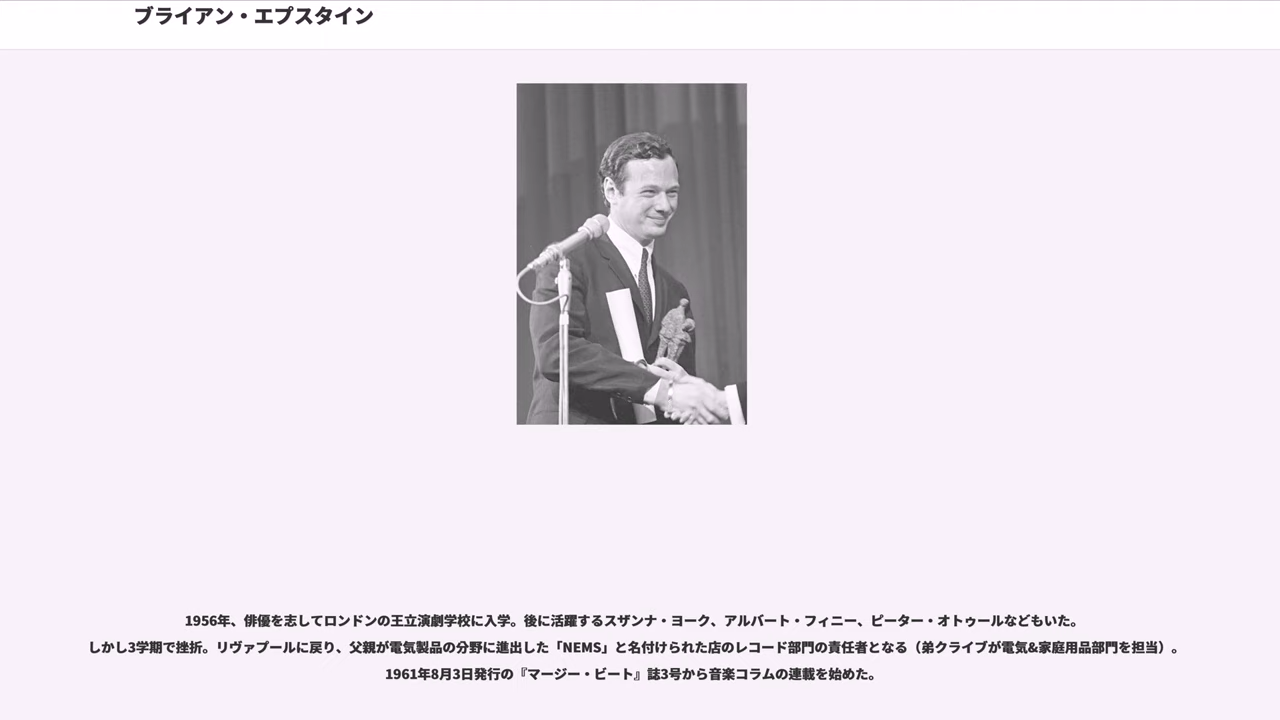 ブライアン・エプスタイン
1956年、俳優を志してロンドンの王立演劇学校に入学。後に活躍するスザンナ・ヨーク、アルバート・フィニー、ピーター・オトゥールなどもいた。
しかし3学期で挫折。リヴァプールに戻り、父親が電気製品の分野に進出した「NEMS」と名付けられた店のレコード部門の責任者となる（弟クライブが電気&家庭用品部門を担当）。
1961年8月3日発行の『マージー・ビート』誌3号から音楽コラムの連載を始めた。